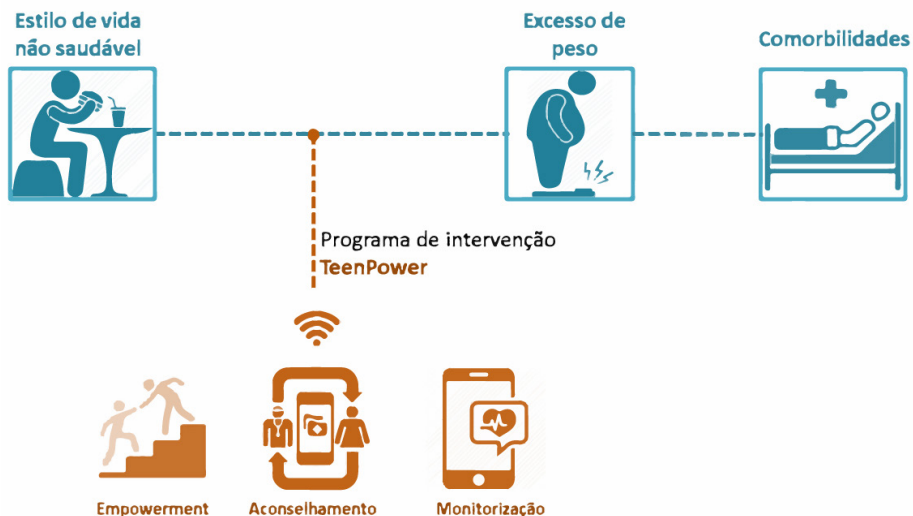 Estilo de vida
não saudável
Excesso de
peso
Comorbilidades
Programa de intervenção
TeenPower
Empowerment
Aconselhamento
Monitorização